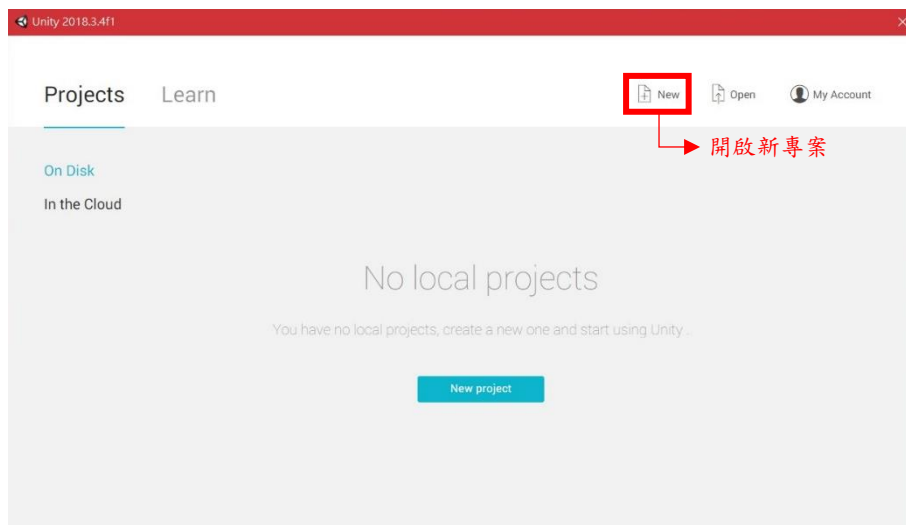 Unity 2018.3.4f1
Projects Learn New Open My Account
開啟新專案
On Disk
In the Cloud
No local projects
You have no local projects, create a new one and start using Unity...
New project